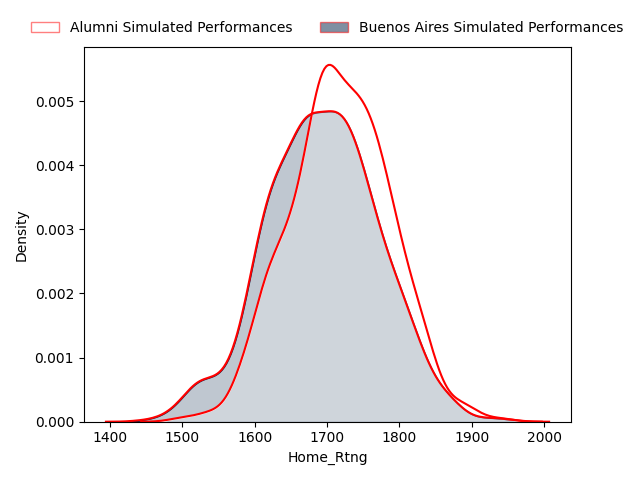 Alumni Simulated Performances Buenos Aires Simulated Performances
0.005
0.004
0.003
0.002
0.001
0.000
Density
1400 1500 1600 1700 1800 1900 2000
Home_Rtng